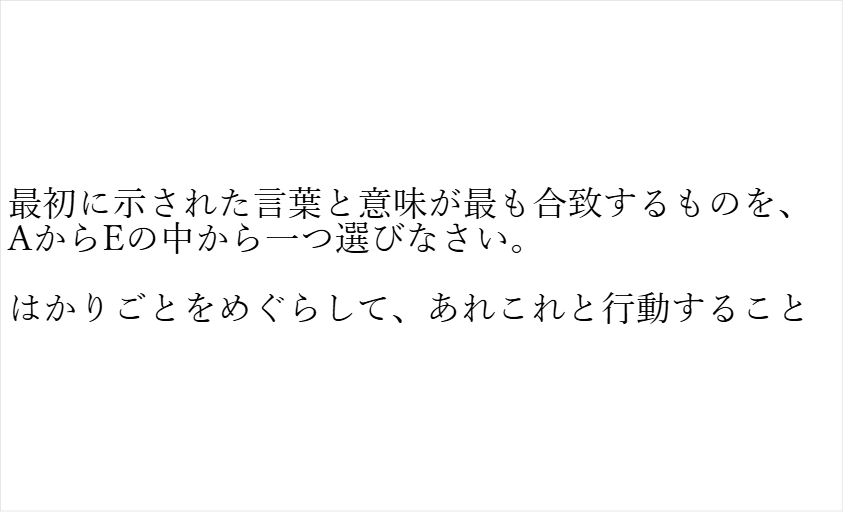 最初に示された言葉と意味が最も合致するものを、
AからEの中から一つ選びなさい。
はかりごとをめぐらして、あれこれと行動すること